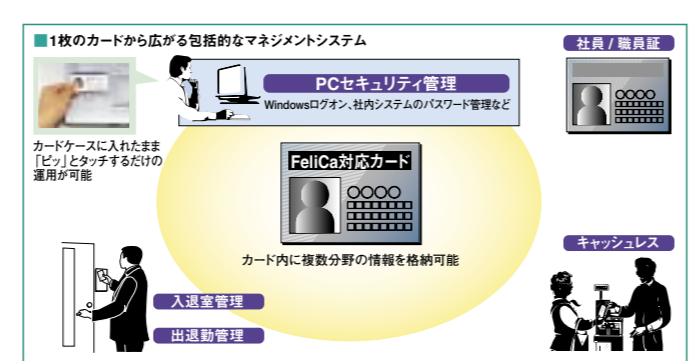 ■1枚のカードから広がる包括的なマネジメントシステム
社員 / 職員証
PCセキュリティ管理
Windowsログオン、社内システムのパスワード管理など
カードケースに入れたまま
「ピッ」とタッチするだけの
運用が可能
FeliCa対応カード
カード内に複数分野の情報を格納可能
キャッシュレス
入退室管理
出退勤管理